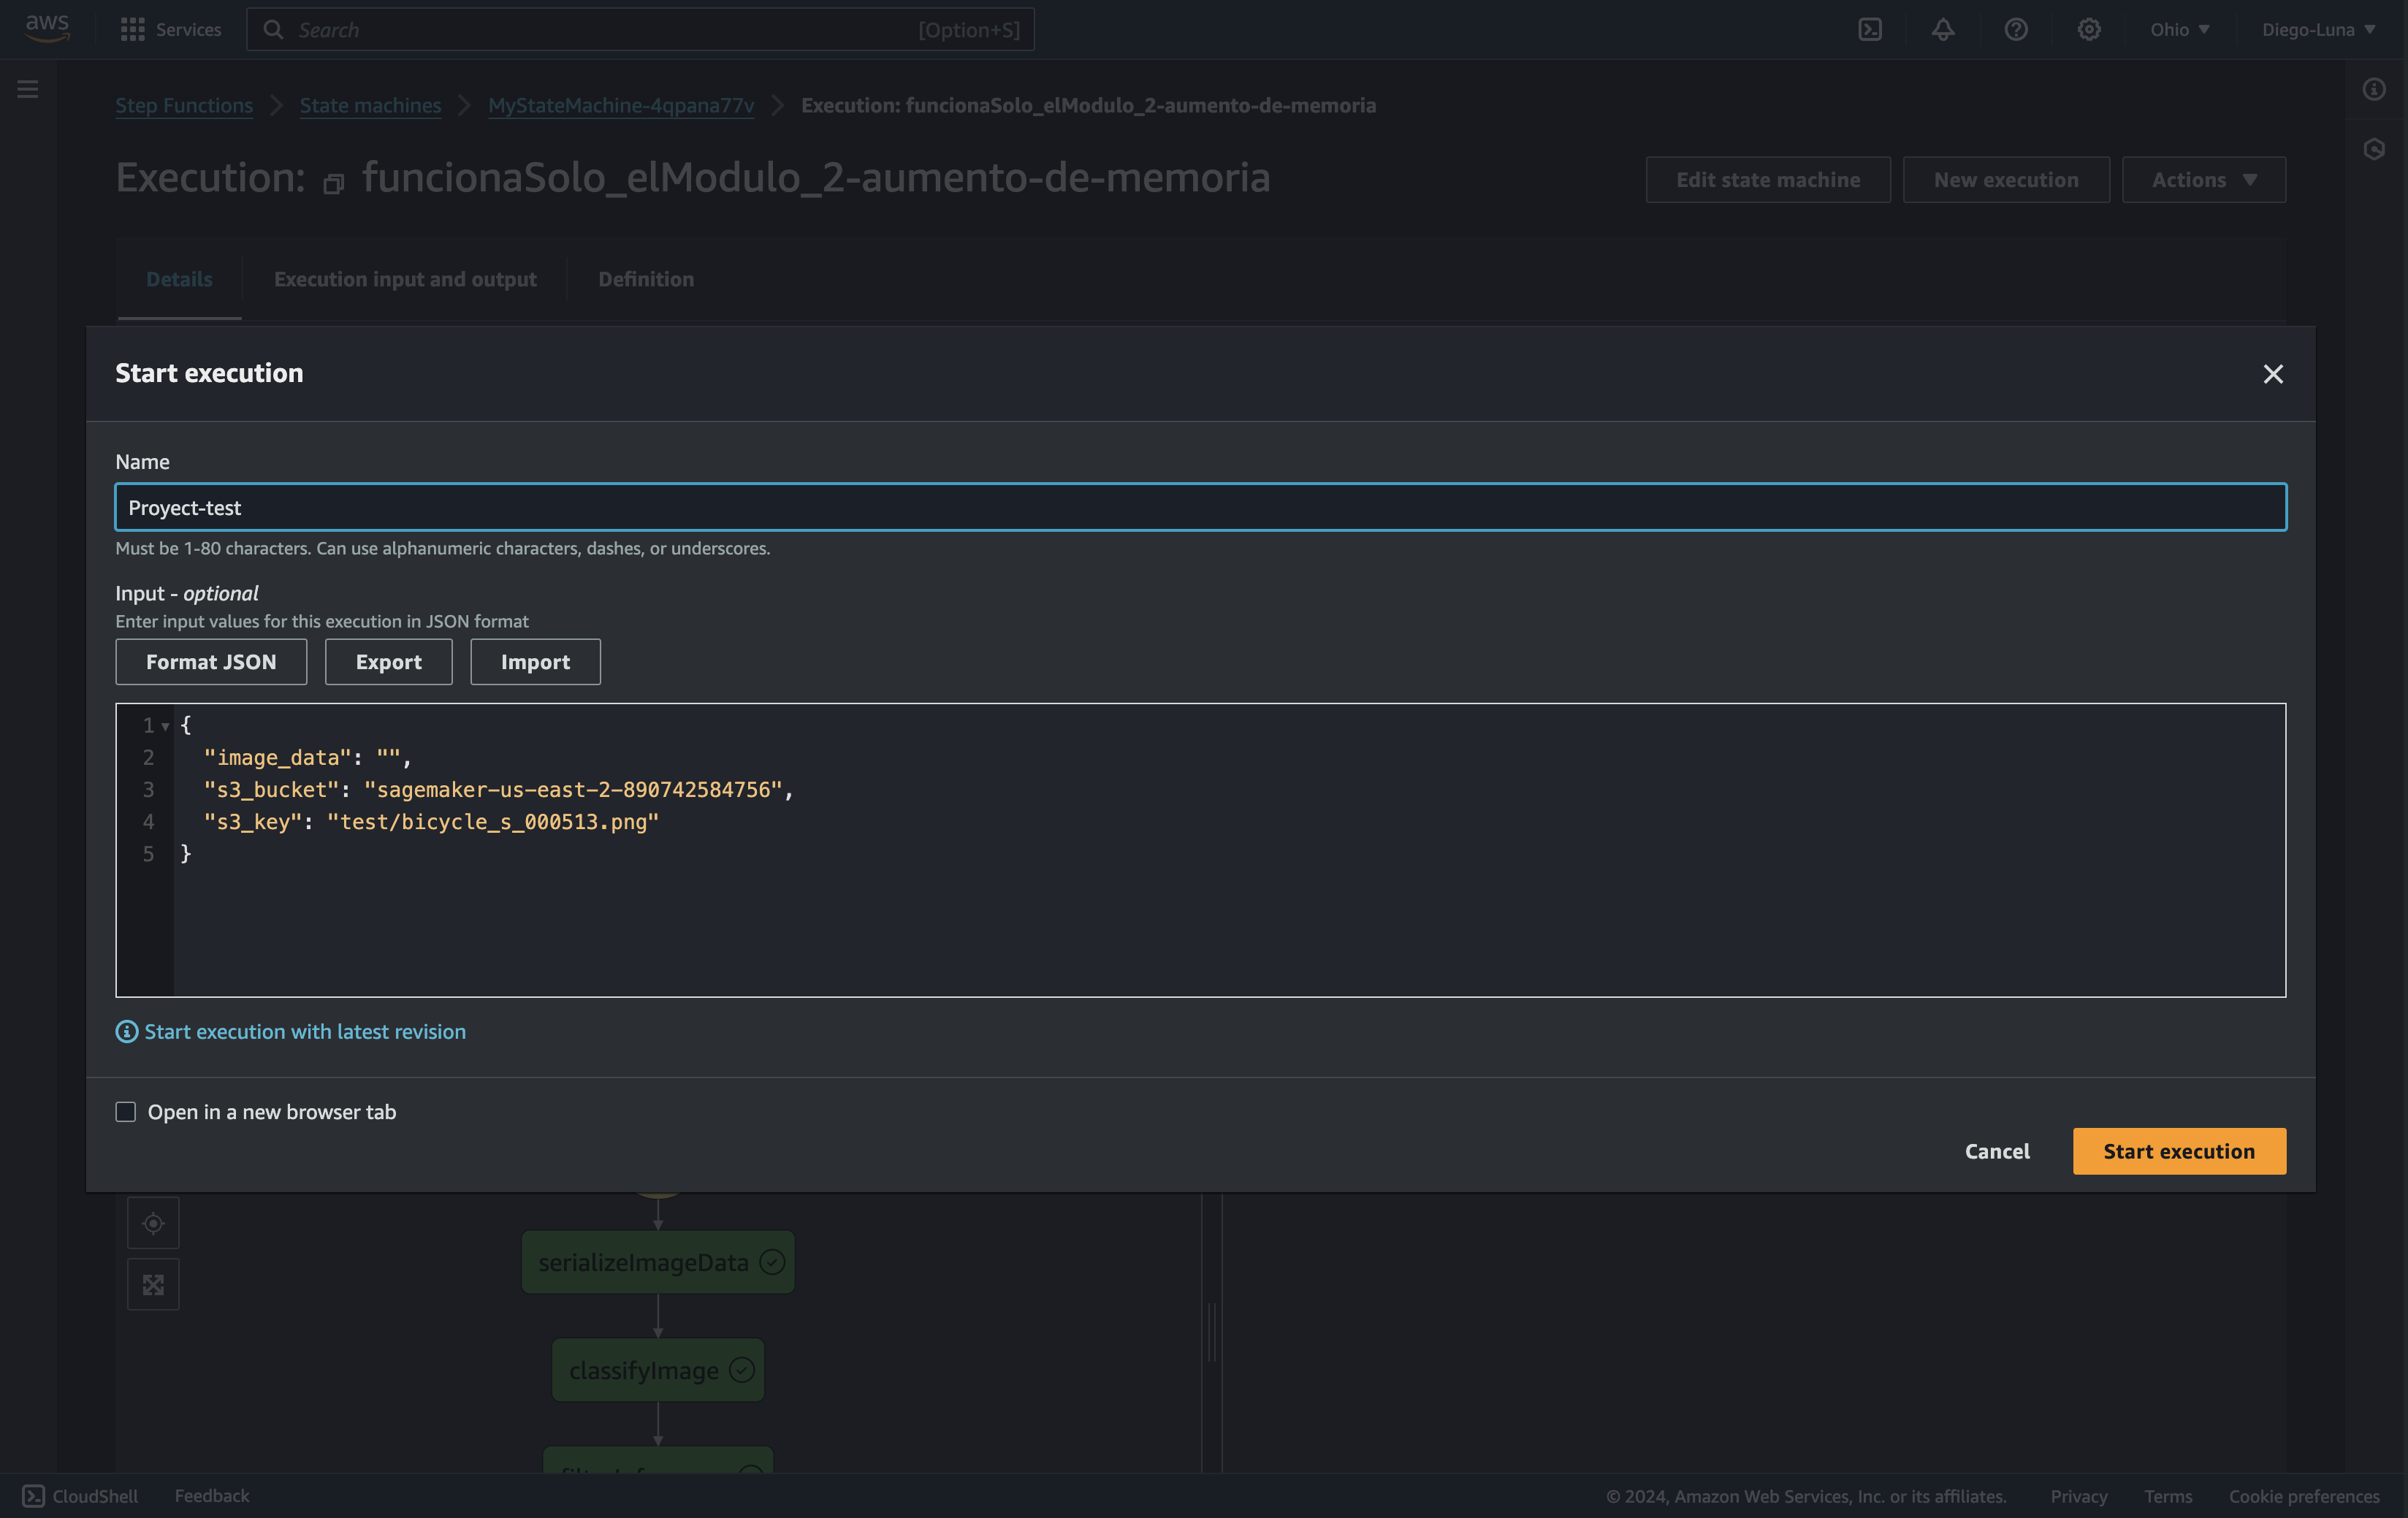 aws Services Search [Option+S] Ohio Diego-Luna
Step Functions State machines MyStateMachine-4qpana77v Execution: funcionaSolo_elModulo_2-aumento-de-memoria
Execution: funcionaSolo_elModulo_2-aumento-de-memoria Edit state machine New execution Actions
Details Execution input and output Definition
Start execution
Name
Proyect-test
Must be 1-80 characters. Can use alphanumeric characters, dashes, or underscores.
Input - optional
Enter input values for this execution in JSON format
Format JSON Export Import
1 {
2 "image_data": "",
3 "s3_bucket": "sagemaker-us-east-2-890742584756",
4 "s3_key": "test/bicycle_s_000513.png"
5 }
Start execution with latest revision
Open in a new browser tab
Cancel Start execution
serializeImageData
classifyImage
CloudShell Feedback © 2024, Amazon Web Services, Inc. or its affiliates. Privacy Terms Cookie preferences